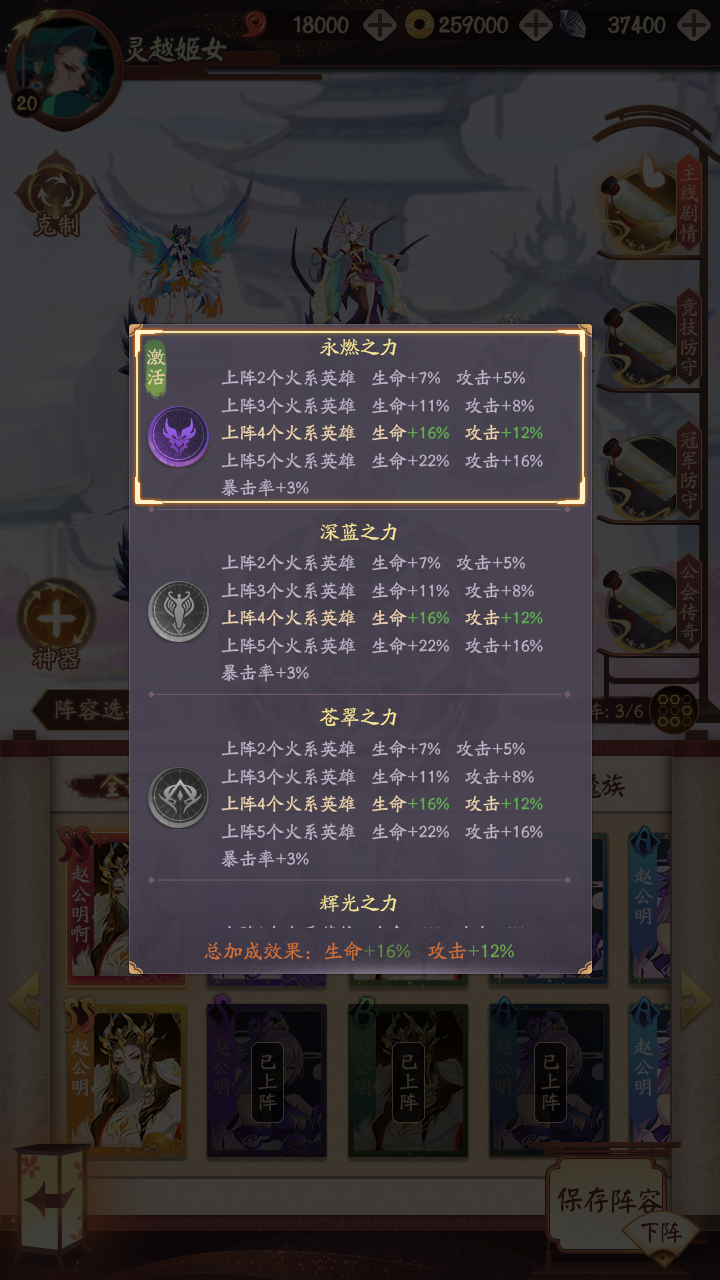 18000
259000
37400
灵越姬女
20
克制
主线剧情
竞技防守
冠军防守
公会传奇
神器
激活
永燃之力
上阵2个火系英雄 生命+7% 攻击+5%
上阵3个火系英雄 生命+11% 攻击+8%
上阵4个火系英雄 生命+16% 攻击+12%
上阵5个火系英雄 生命+22% 攻击+16%
暴击率+3%
深蓝之力
上阵2个火系英雄 生命+7% 攻击+5%
上阵3个火系英雄 生命+11% 攻击+8%
上阵4个火系英雄 生命+16% 攻击+12%
上阵5个火系英雄 生命+22% 攻击+16%
暴击率+3%
阵容选
阵: 3/6
苍翠之力
上阵2个火系英雄 生命+7% 攻击+5%
上阵3个火系英雄 生命+11% 攻击+8%
上阵4个火系英雄 生命+16% 攻击+12%
上阵5个火系英雄 生命+22% 攻击+16%
暴击率+3%
全
魔族
辉光之力
总加成效果：生命+16% 攻击+12%
SS
赵公明啊
A
赵公明
SS
赵公明
S
赵公明
已上阵
B
赵公明
已上阵
A
赵公明
已上阵
A
赵公明
保存阵容
下阵